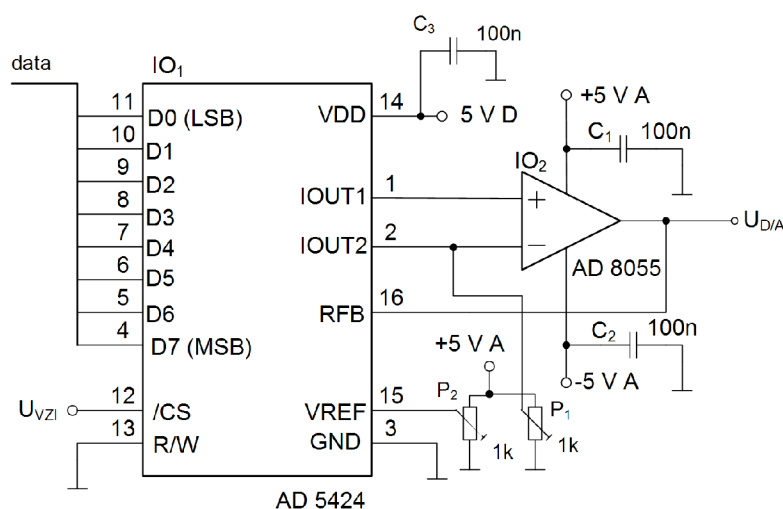 data
IO1
C3
100n
11
D0 (LSB)
VDD
14
5 V D
+5 V A
10
D1
C1
100n
9
D2
IO2
8
D3
IOUT1
1
+
7
D4
IOUT2
2
−
UD/A
6
D5
AD 8055
5
D6
RFB
16
4
D7 (MSB)
+5 V A
C2
100n
-5 V A
UVZI
12
/CS
VREF
15
P2
P1
13
R/W
GND
3
1k
1k
AD 5424